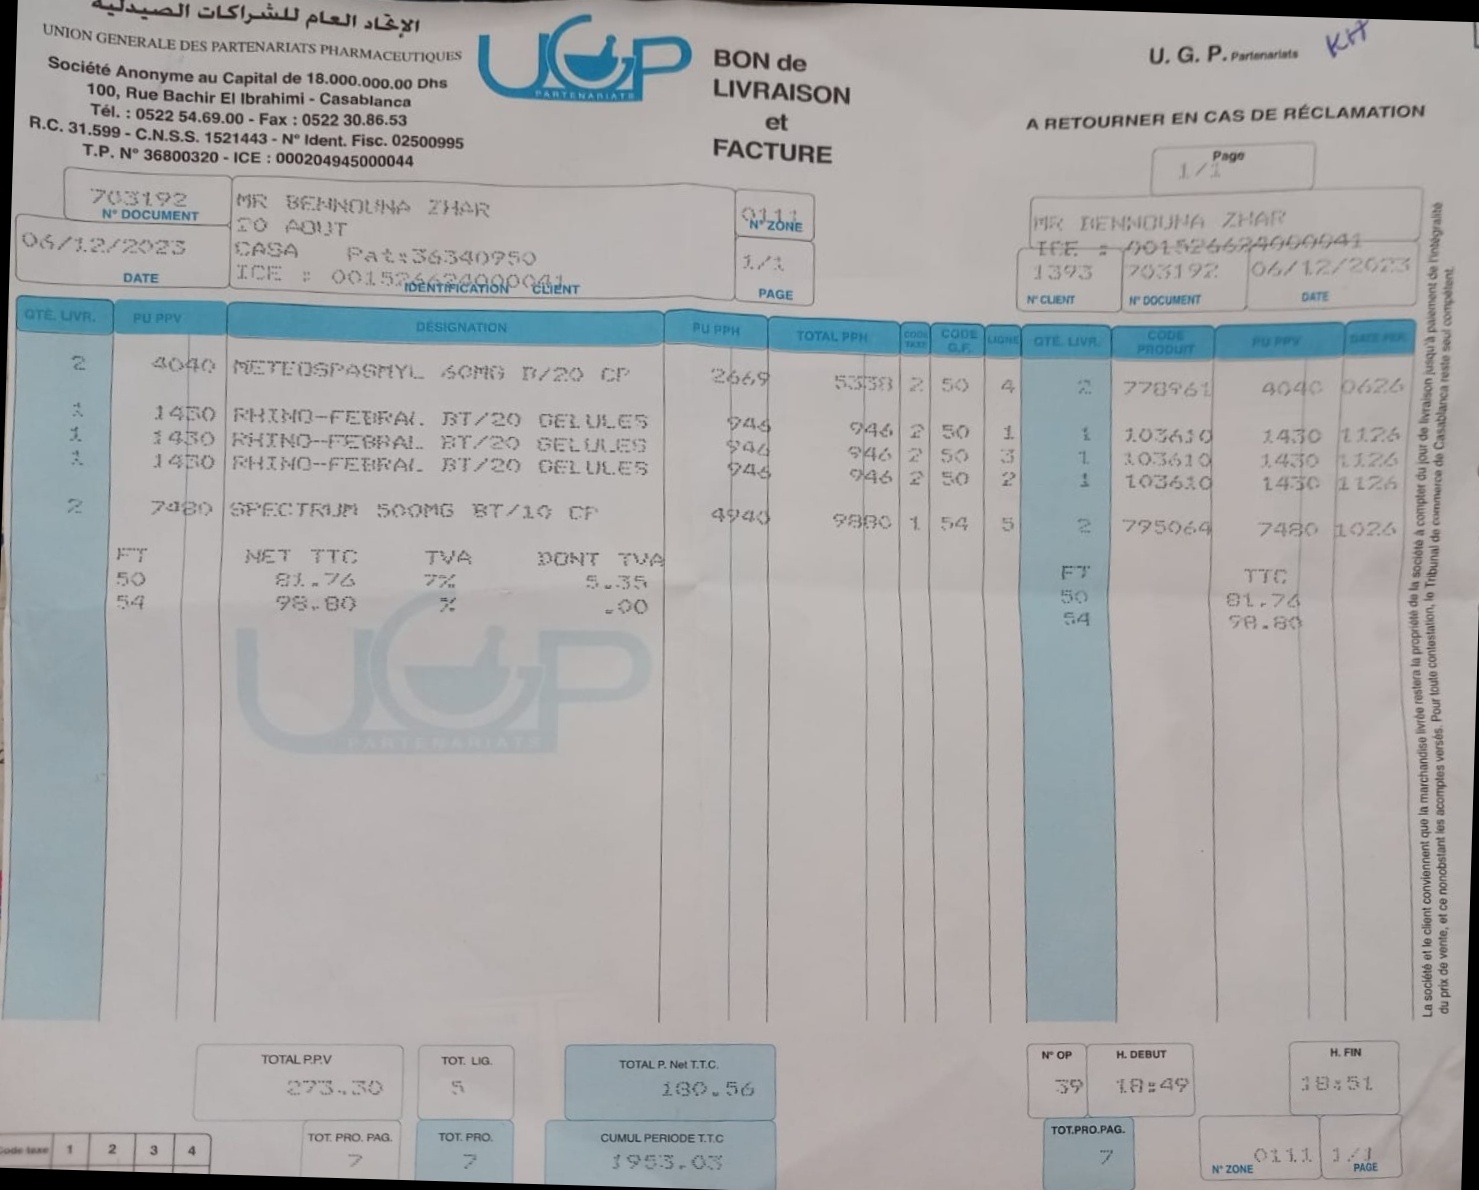 الإتحاد العام للشراكات الصيدلية
UNION GENERALE DES PARTENARIATS PHARMACEUTIQUES
Société Anonyme au Capital de 18.000.000.00 Dhs
100, Rue Bachir El Ibrahimi - Casablanca
Tél. : 0522 54.69.00 - Fax : 0522 30.86.53
R.C. 31.599 - C.N.S.S. 1521443 - N° Ident. Fisc. 02500995
T.P. N° 36800320 - ICE : 000204945000044
UGP
PARTENARIATS
BON de
LIVRAISON
et
FACTURE
U. G. P. Partenariats KH
A RETOURNER EN CAS DE RÉCLAMATION
Page
1/1
703192
N° DOCUMENT
06/12/2023
DATE
MR BENNOUNA ZHAR
20 AOUT
CASA Pat:36340950
ICE : 001526624000041
IDENTIFICATION CLIENT
0111
N° ZONE
1/1
PAGE
MR BENNOUNA ZHAR
ICE : 001526624000041
1393 703192 06/12/2023
N° CLIENT N° DOCUMENT DATE
QTÉ. LIVR. PU PPV DÉSIGNATION PU PPH TOTAL PPH CODE TAXE CODE G.F. LIGNE QTÉ. LIVR. CODE PRODUIT PU PPV DATE PER.
2 4040 METEOSPASMYL 60MG B/20 CP 2669 5338 2 50 4 2 778961 4040 0626
1 1430 RHINO-FEBRAL BT/20 GELULES 946 946 2 50 1 1 103610 1430 1126
1 1430 RHINO-FEBRAL BT/20 GELULES 946 946 2 50 3 1 103610 1430 1126
1 1430 RHINO-FEBRAL BT/20 GELULES 946 946 2 50 2 1 103610 1430 1126
2 7480 SPECTRUM 500MG BT/10 CP 4940 9880 1 54 5 2 795064 7480 1026
FT NET TTC TVA DONT TVA FT TTC
50 81.76 7% 5.35 50 81.76
54 98.80 % .00 54 98.80
UGP
PARTENARIATS
La société et le client conviennent que la marchandise livrée restera la propriété de la société à compter du jour de livraison jusqu'à paiement de l'intégralité
du prix de vente, et ce nonobstant les acomptes versés. Pour toute contestation, le Tribunal de commerce de Casablanca reste seul compétent.
TOTAL P.P.V TOT. LIG. TOTAL P. Net T.T.C. N° OP H. DEBUT H. FIN
273.30 5 180.56 39 18:49 18:51
Code taxe 1 2 3 4
TOT. PRO. PAG. TOT. PRO. CUMUL PERIODE T.T.C TOT.PRO.PAG.
7 7 1953.03 7 0111 1/1
N° ZONE PAGE